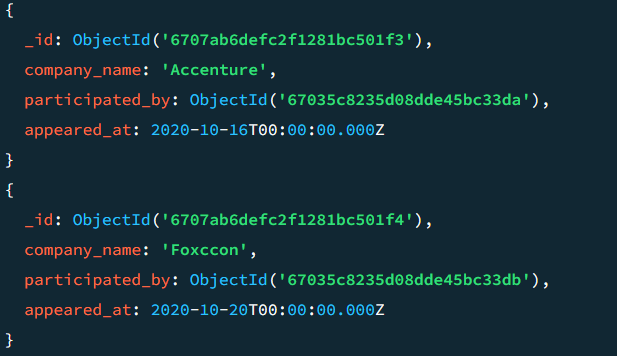 {
_id: ObjectId('6707ab6defc2f1281bc501f3'),
company_name: 'Accenture',
participated_by: ObjectId('67035c8235d08dde45bc33da'),
appeared_at: 2020-10-16T00:00:00.000Z
}
{
_id: ObjectId('6707ab6defc2f1281bc501f4'),
company_name: 'Foxccon',
participated_by: ObjectId('67035c8235d08dde45bc33db'),
appeared_at: 2020-10-20T00:00:00.000Z
}